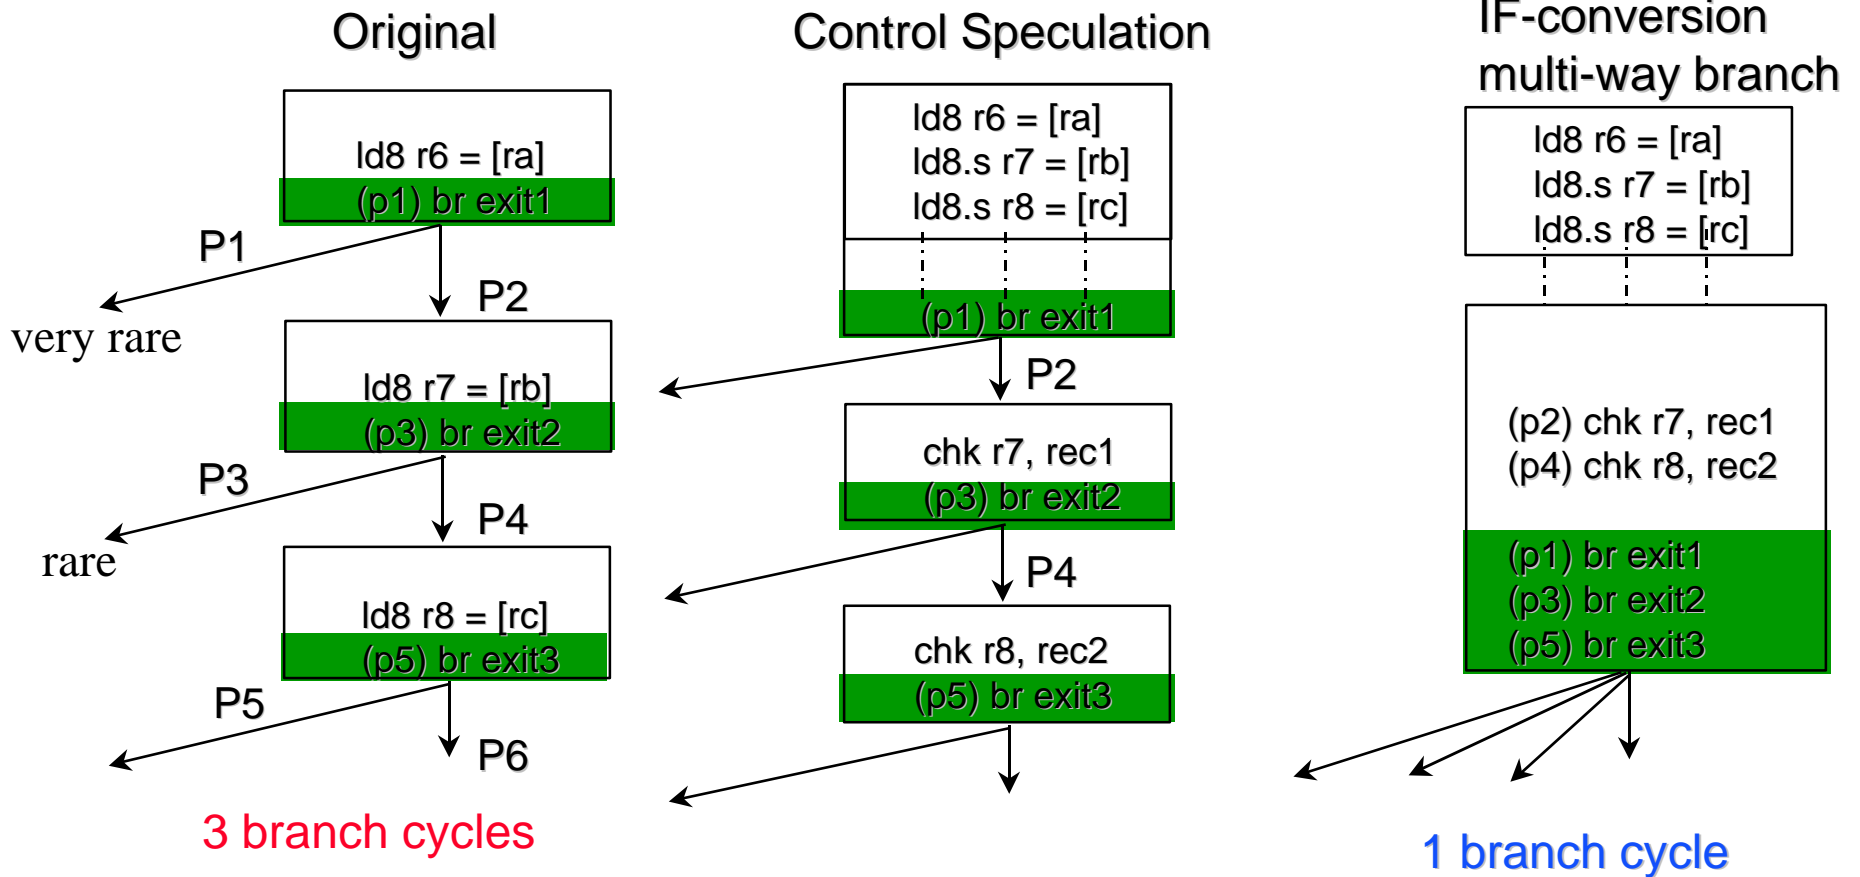 Original
ld8 r6 = [ra]
(p1) br exit1
P1
P2
very rare
ld8 r7 = [rb]
(p3) br exit2
P3
P4
rare
ld8 r8 = [rc]
(p5) br exit3
P5
P6
3 branch cycles
Control Speculation
ld8 r6 = [ra]
ld8.s r7 = [rb]
ld8.s r8 = [rc]
(p1) br exit1
P2
chk r7, rec1
(p3) br exit2
P4
chk r8, rec2
(p5) br exit3
IF-conversion
multi-way branch
ld8 r6 = [ra]
ld8.s r7 = [rb]
ld8.s r8 = [rc]
(p2) chk r7, rec1
(p4) chk r8, rec2
(p1) br exit1
(p3) br exit2
(p5) br exit3
1 branch cycle